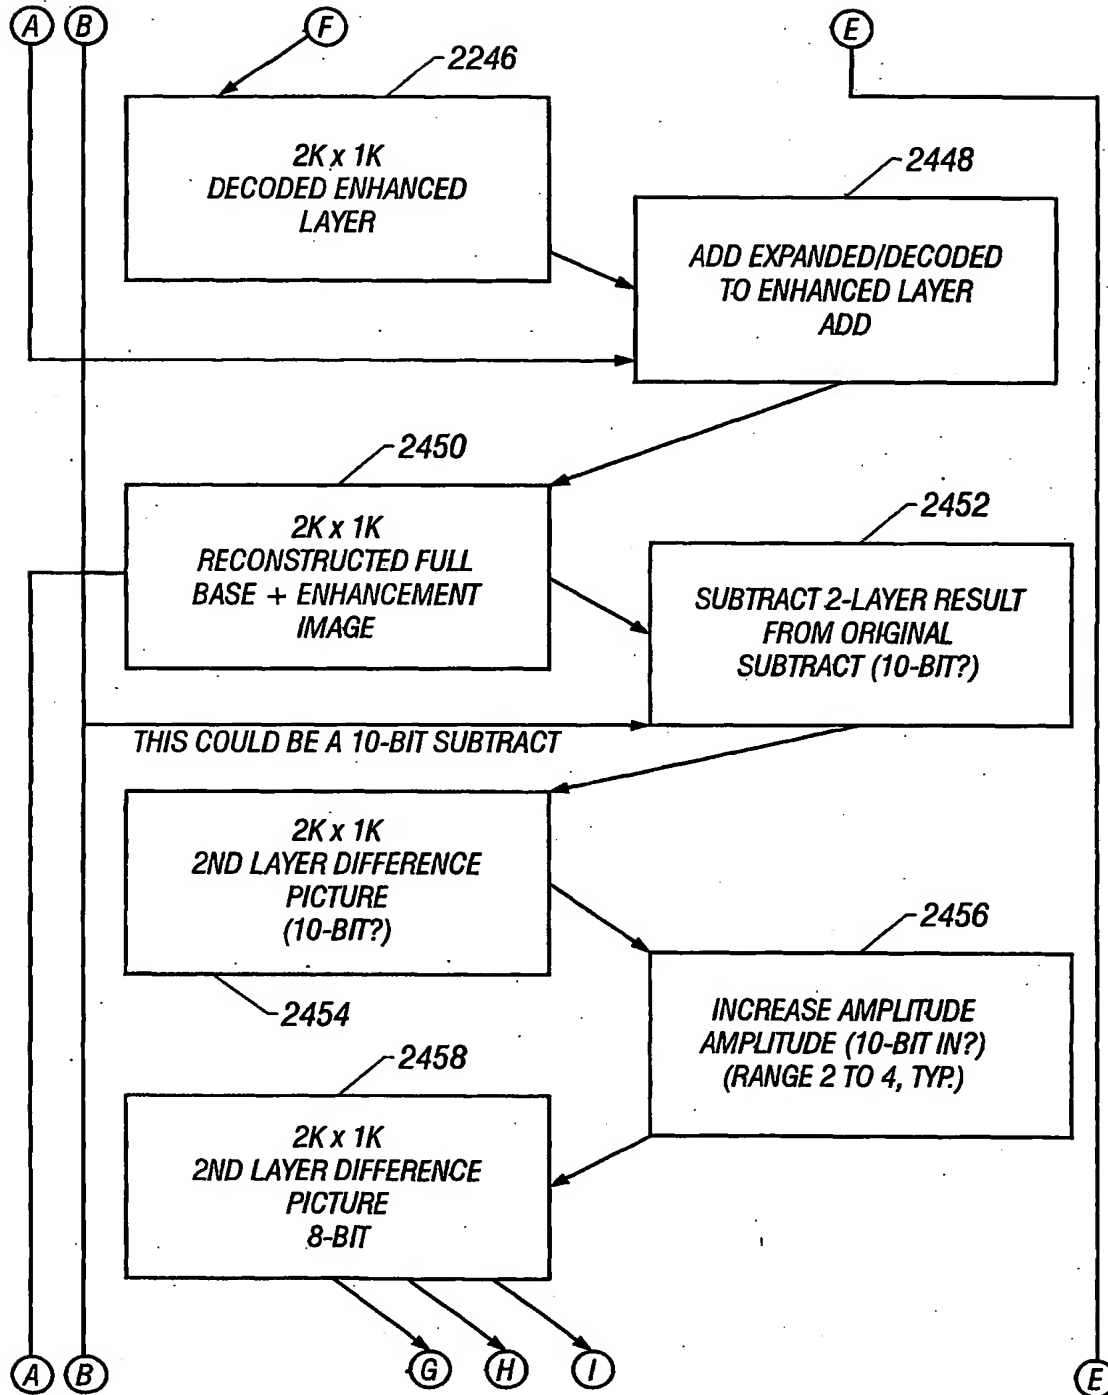 A B F E
2246
2K x 1K
DECODED ENHANCED
LAYER
2448
ADD EXPANDED/DECODED
TO ENHANCED LAYER
ADD
2450
2K x 1K
RECONSTRUCTED FULL
BASE + ENHANCEMENT
IMAGE
2452
SUBTRACT 2-LAYER RESULT
FROM ORIGINAL
SUBTRACT (10-BIT?)
THIS COULD BE A 10-BIT SUBTRACT
2K x 1K
2ND LAYER DIFFERENCE
PICTURE
(10-BIT?)
2454
2456
INCREASE AMPLITUDE
AMPLITUDE (10-BIT IN?)
(RANGE 2 TO 4, TYP.)
2458
2K x 1K
2ND LAYER DIFFERENCE
PICTURE
8-BIT
A B G H I E